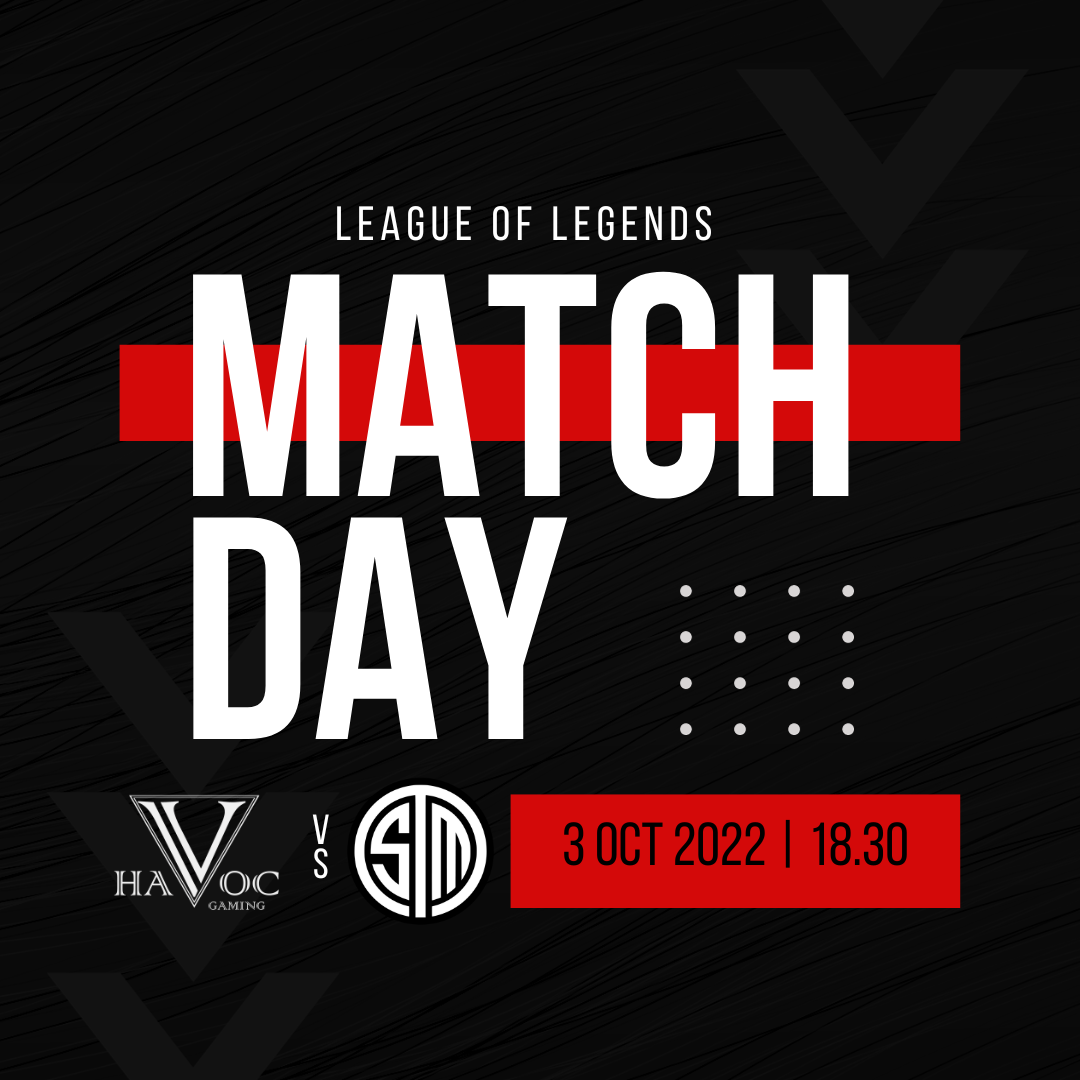 LEAGUE OF LEGENDS
MATCH
DAY
HAVOC
GAMING
VS
TSM
3 OCT 2022 | 18.30